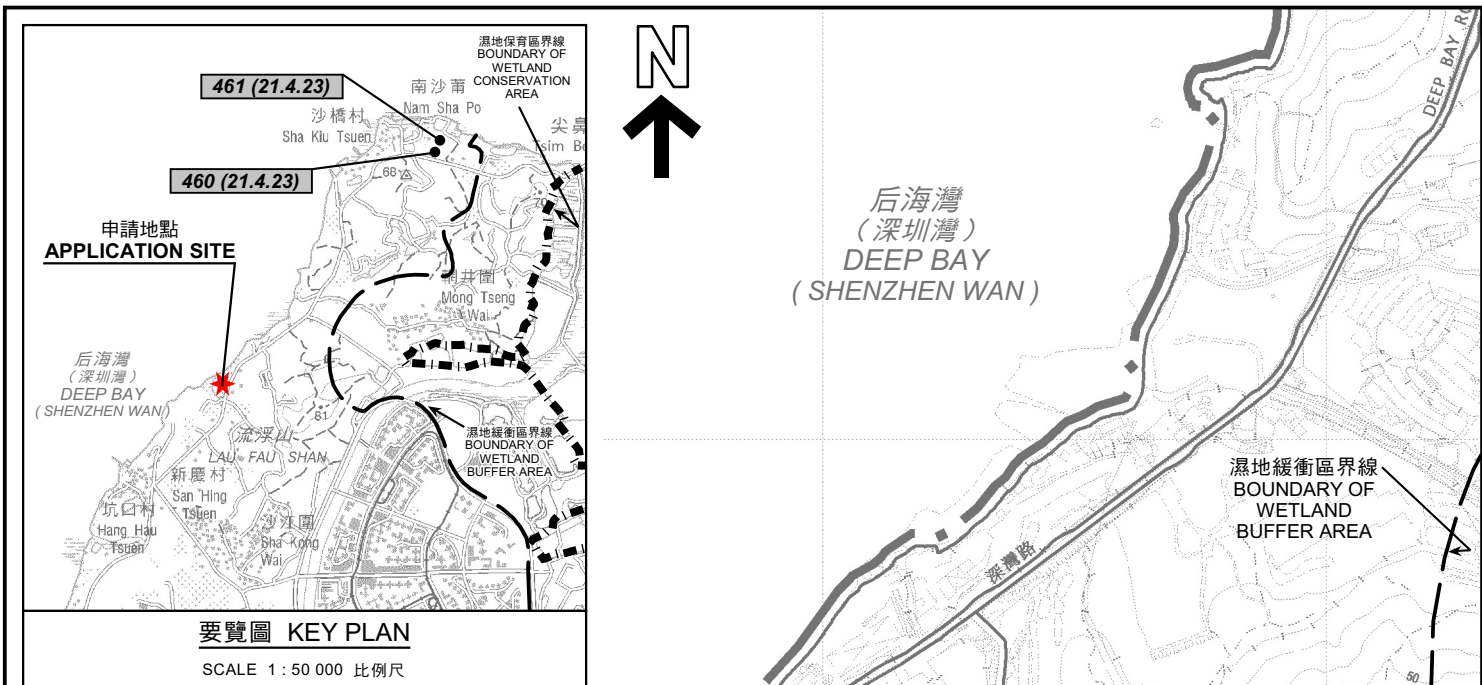 濕地保育區界線
BOUNDARY OF
WETLAND
CONSERVATION
AREA
461 (21.4.23)
南沙莆
Nam Sha Po
沙橋村
Sha Kiu Tsuen
尖鼻
Tsim Be
460 (21.4.23)
68
70
申請地點
APPLICATION SITE
輞井圍
Mong Tseng
Wai
后海灣
(深圳灣)
DEEP BAY
(SHENZHEN WAN)
81
流浮山
LAU FAU SHAN
濕地緩衝區界線
BOUNDARY OF
WETLAND
BUFFER AREA
新慶村
San Hing
Tsuen
坑口村
Hang Hau
Tsuen
沙江圍
Sha Kong
Wai
要覽圖 KEY PLAN
SCALE 1 : 50 000 比例尺
N
DEEP BAY RO
后海灣
(深圳灣)
DEEP BAY
( SHENZHEN WAN )
濕地緩衝區界線
BOUNDARY OF
WETLAND
BUFFER AREA
深灣路
50